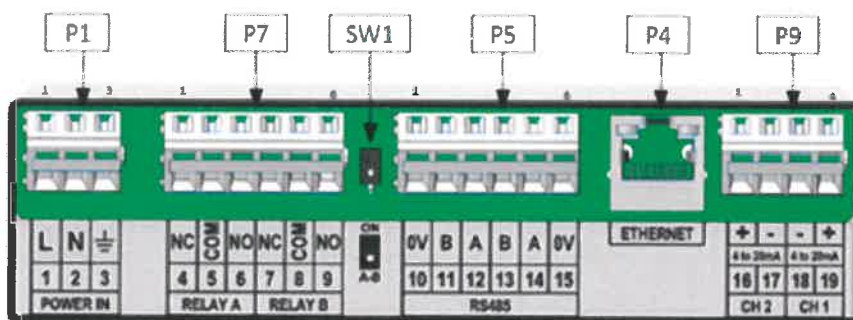 P1 P7 SW1 P5 P4 P9
1 3 1 6 1 6 1 4
L N NC COM NO NC COM NO ON 0V B A B A 0V ETHERNET + - - +
4 to 20mA 4 to 20mA
1 2 3 4 5 6 7 8 9 A-B 10 11 12 13 14 15 16 17 18 19
POWER IN RELAY A RELAY B RS485 CH 2 CH 1